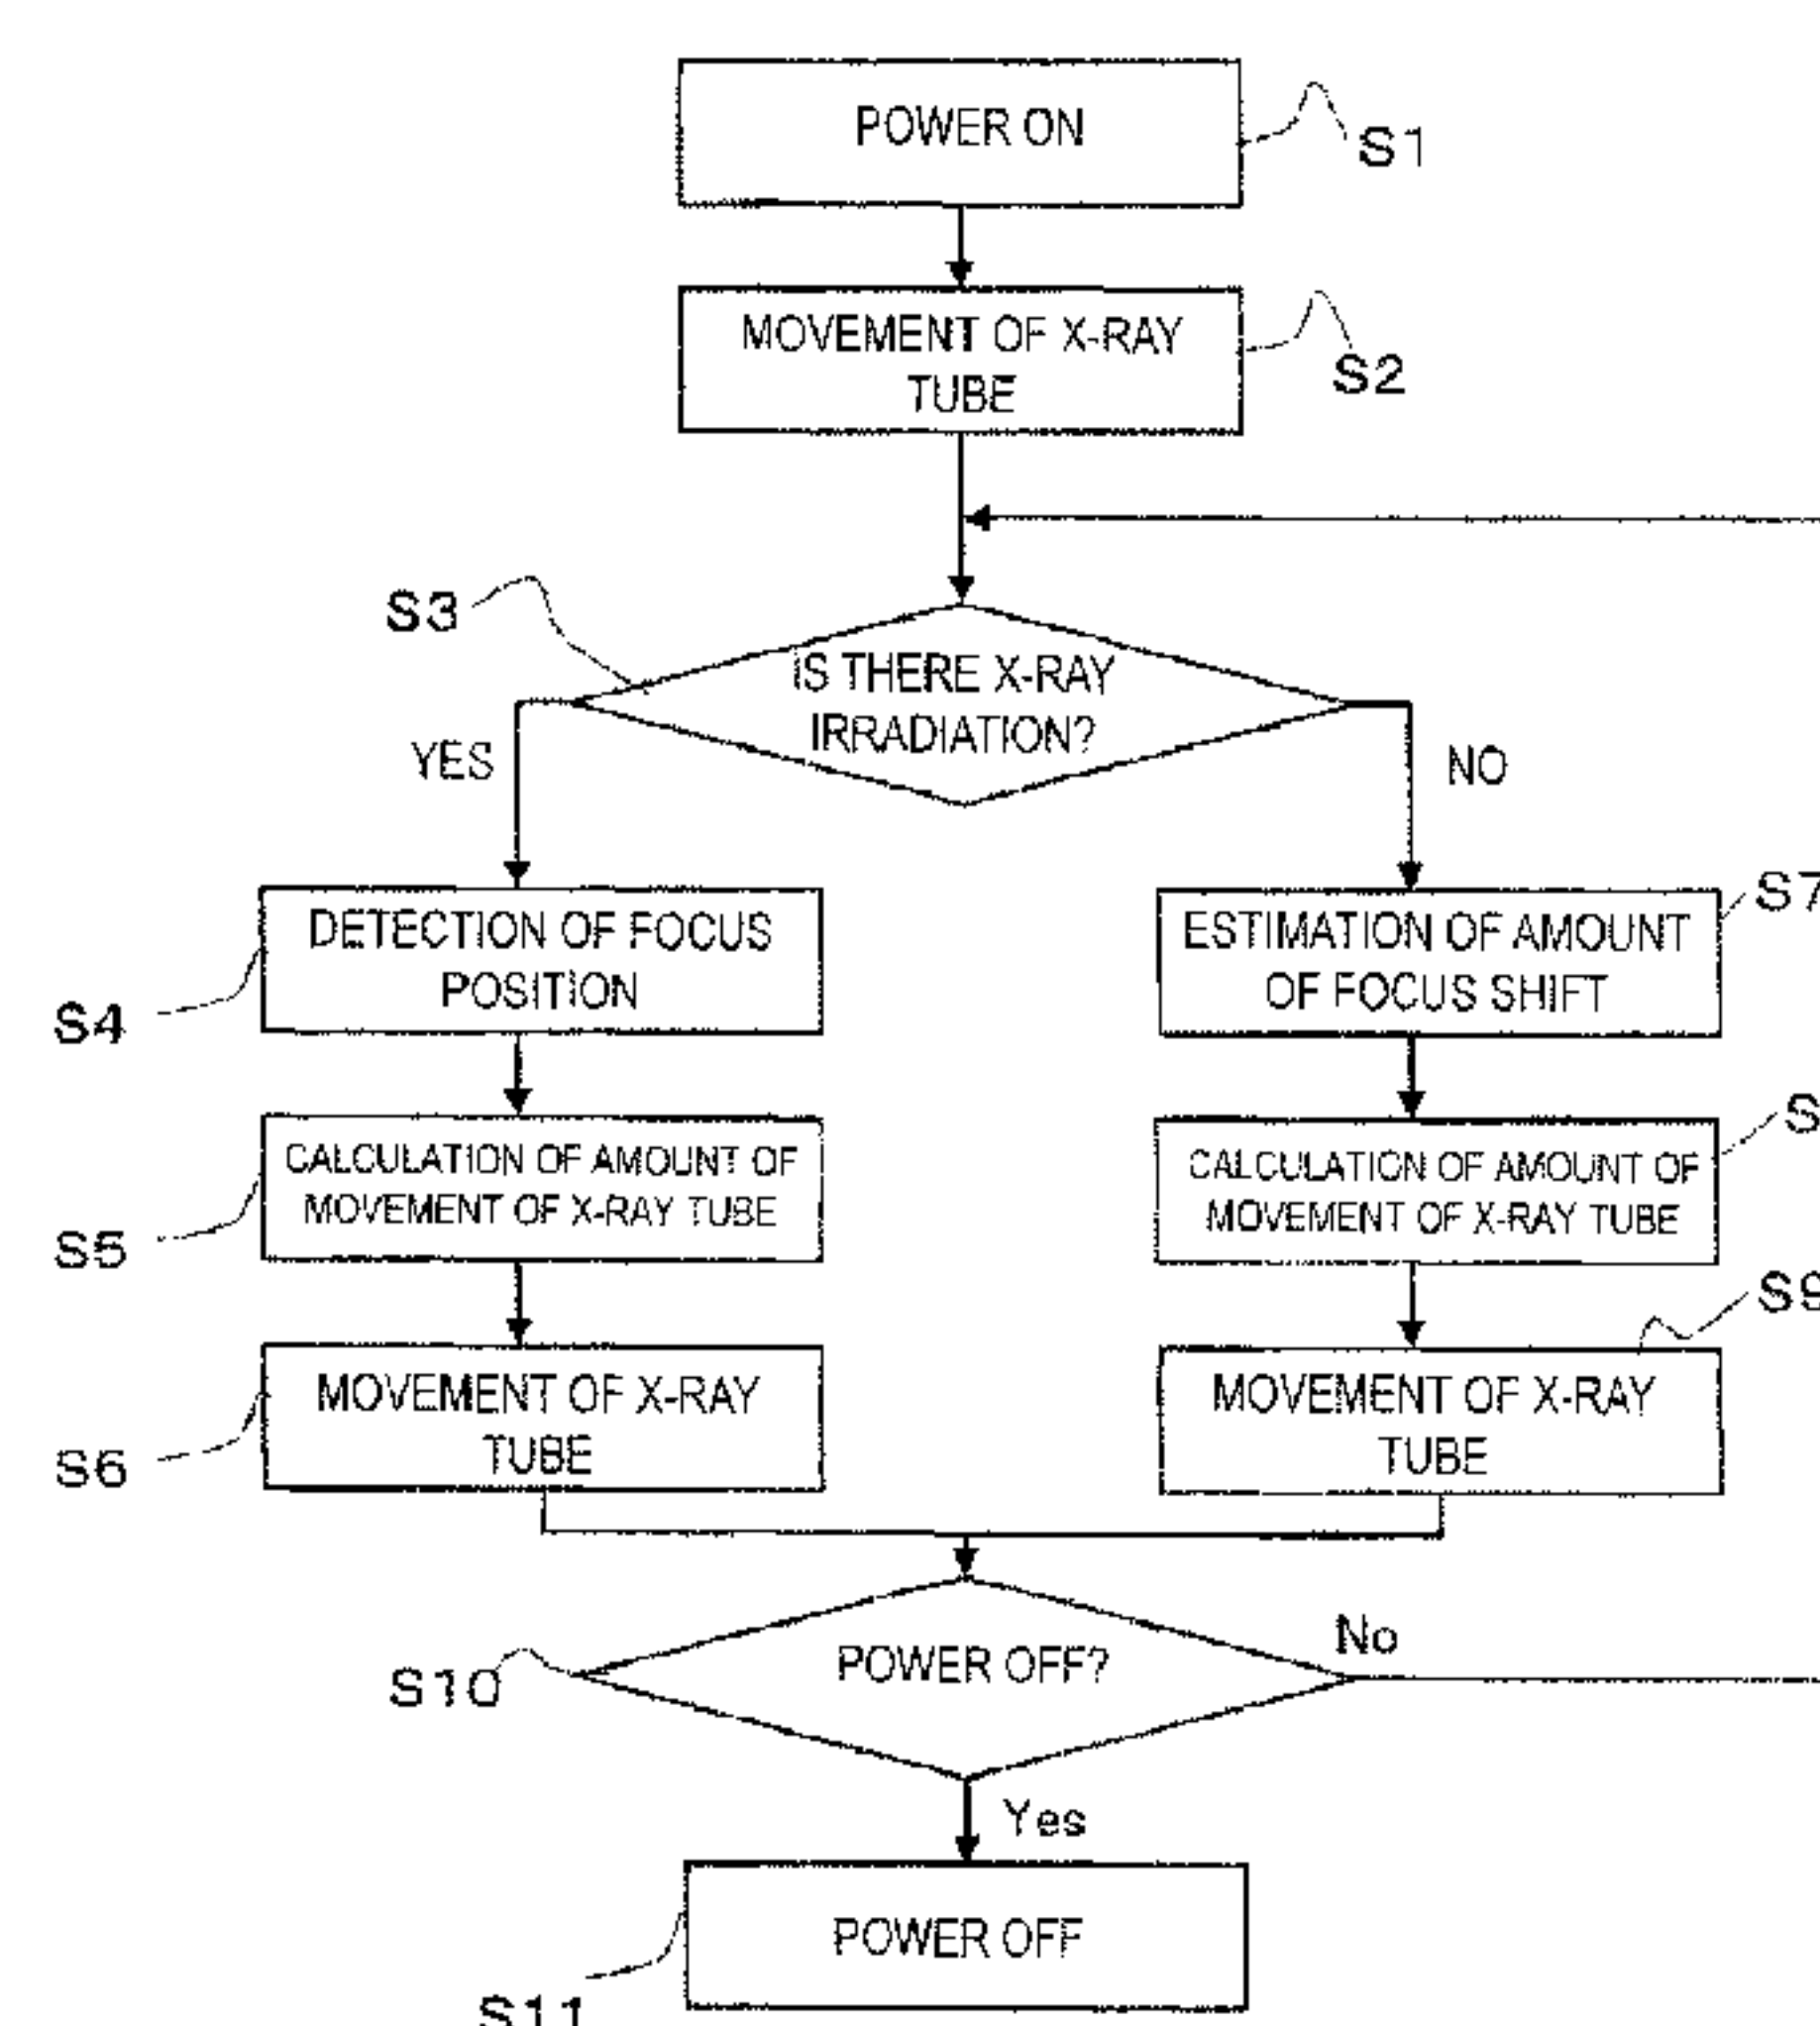 POWER ON
S1
MOVEMENT OF X-RAY
TUBE
S2
S3
IS THERE X-RAY
IRRADIATION?
YES
NO
DETECTION OF FOCUS
POSITION
S4
ESTIMATION OF AMOUNT
OF FOCUS SHIFT
S7
CALCULATION OF AMOUNT OF
MOVEMENT OF X-RAY TUBE
S5
CALCULATION OF AMOUNT OF
MOVEMENT OF X-RAY TUBE
S
MOVEMENT OF X-RAY
TUBE
S6
MOVEMENT OF X-RAY
TUBE
S9
POWER OFF?
S10
No
Yes
POWER OFF
S11